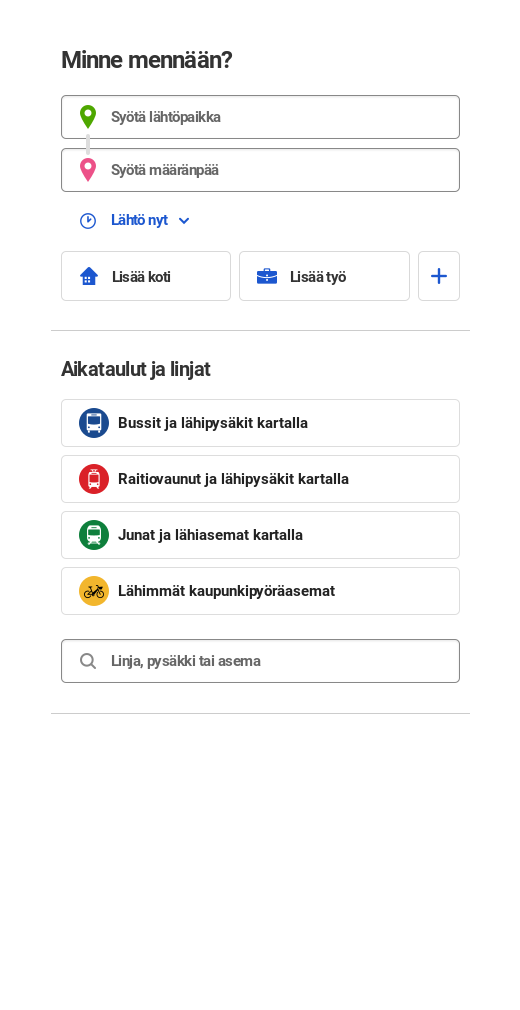 Minne mennään?
Syötä lähtöpaikka
Syötä määränpää
Lähtö nyt
Lisää koti
Lisää työ
Aikataulut ja linjat
Bussit ja lähipysäkit kartalla
Raitiovaunut ja lähipysäkit kartalla
Junat ja lähiasemat kartalla
Lähimmät kaupunkipyöräasemat
Linja, pysäkki tai asema